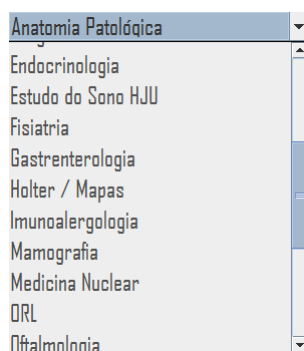 Anatomia Patológica
Endocrinologia
Estudo do Sono HJU
Fisiatria
Gastrenterologia
Holter / Mapas
Imunoalergologia
Mamografia
Medicina Nuclear
ORL
Oftalmologia